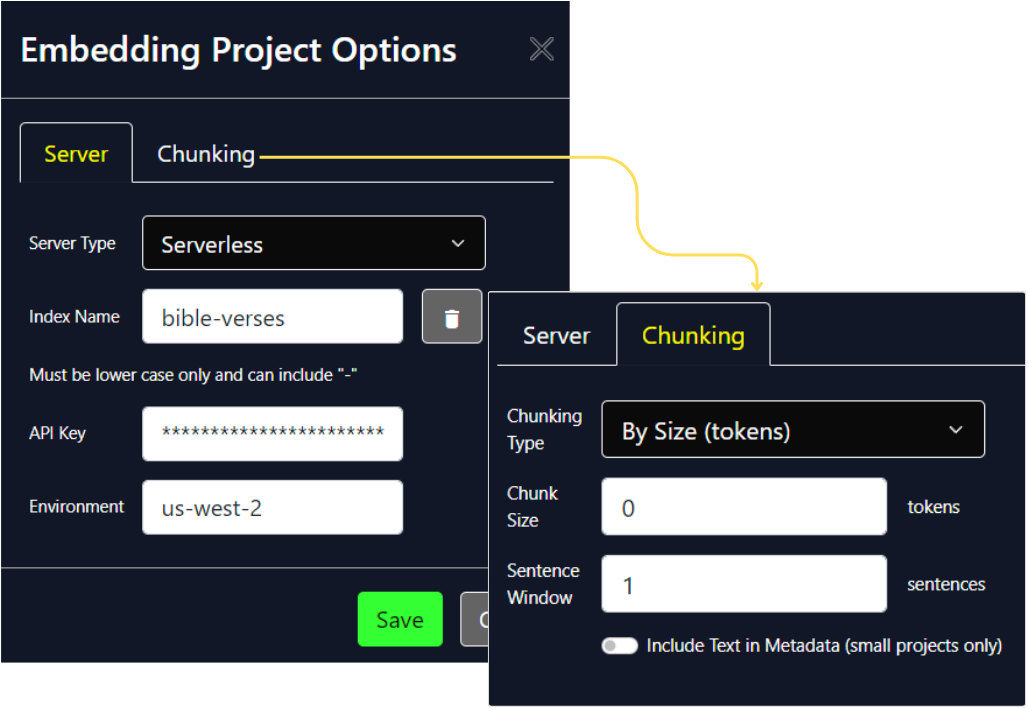 Embedding Project Options
Server Chunking
Server Type Serverless
Index Name bible-verses
Must be lower case only and can include "-"
API Key ***********************
Environment us-west-2
Save
Server Chunking
Chunking
Type
By Size (tokens)
Chunk
Size
0 tokens
Sentence
Window
1 sentences
Include Text in Metadata (small projects only)